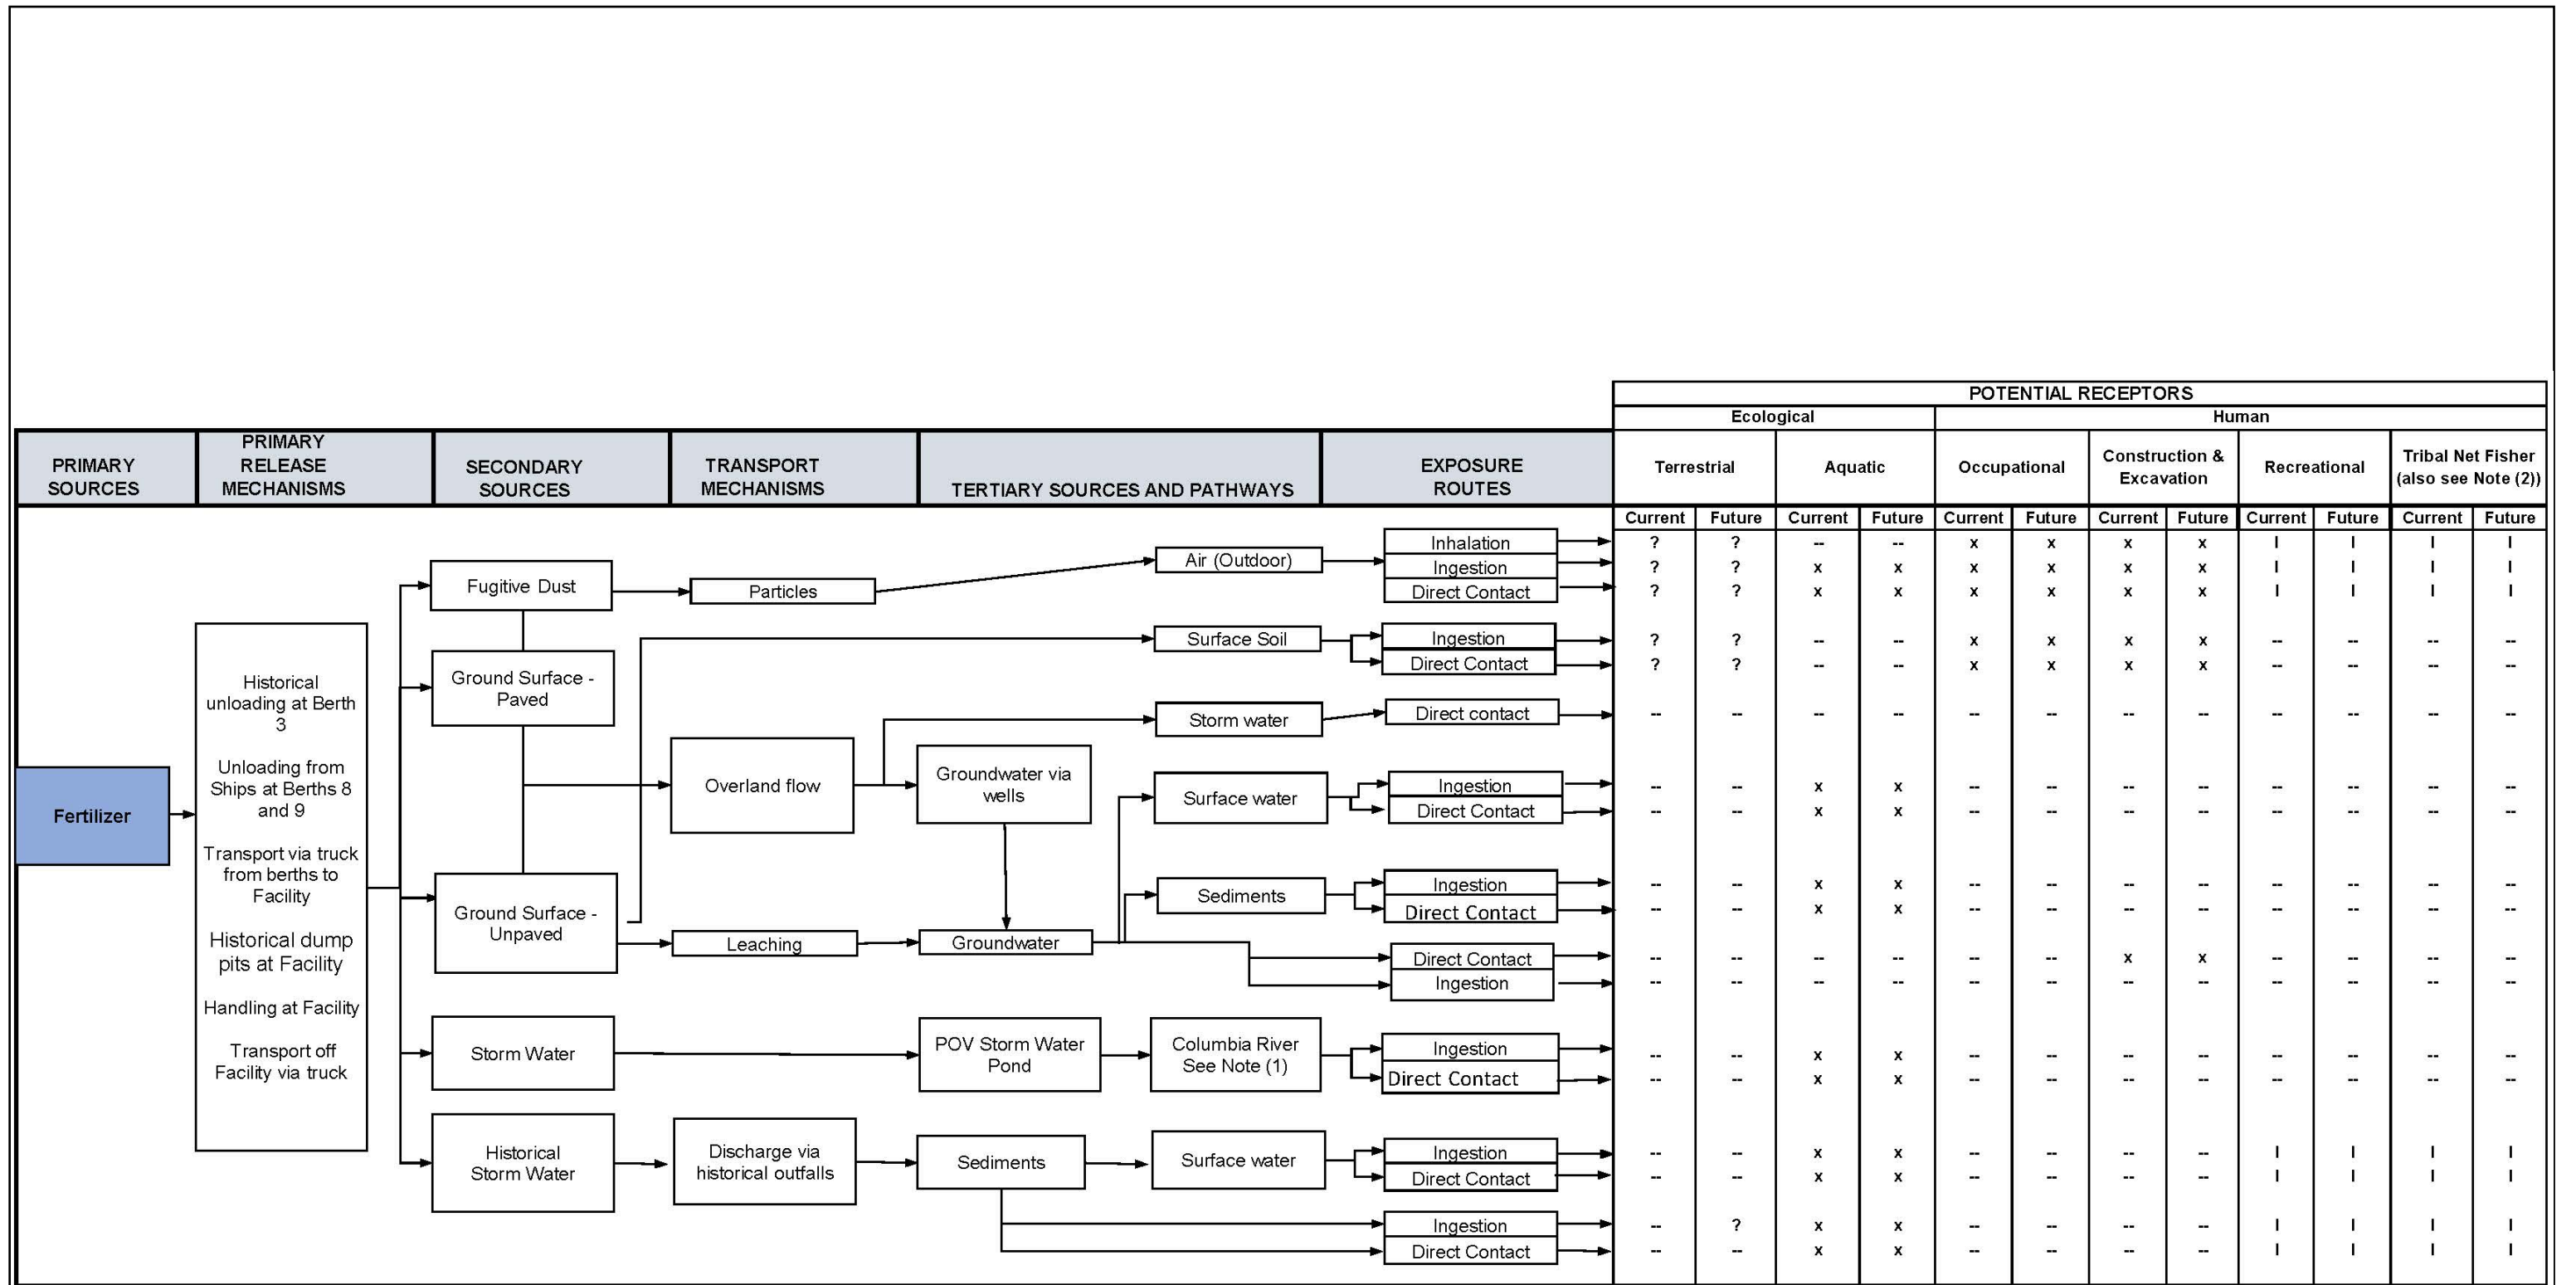 POTENTIAL RECEPTORS
Ecological
Human
PRIMARY
SOURCES
PRIMARY
RELEASE
MECHANISMS
SECONDARY
SOURCES
TRANSPORT
MECHANISMS
TERTIARY SOURCES AND PATHWAYS
EXPOSURE
ROUTES
Terrestrial
Aquatic
Occupational
Construction &
Excavation
Recreational
Tribal Net Fisher
(also see Note (2))
Current Future Current Future Current Future Current Future Current Future Current Future
Fertilizer
Historical
unloading at Berth
3
Unloading from
Ships at Berths 8
and 9
Transport via truck
from berths to
Facility
Historical dump
pits at Facility
Handling at Facility
Transport off
Facility via truck
Fugitive Dust
Particles
Air (Outdoor)
Inhalation
? ? -- -- x x x x I I I I
Ingestion
? ? x x x x x x I I I I
Direct Contact
? ? x x x x x x I I I I
Ground Surface -
Paved
Surface Soil
Ingestion
? ? -- -- x x x x -- -- -- --
Direct Contact
? ? -- -- x x x x -- -- -- --
Storm water
Direct contact
-- -- -- -- -- -- -- -- -- -- -- --
Overland flow
Groundwater via
wells
Surface water
Ingestion
-- -- x x -- -- -- -- -- -- -- --
Direct Contact
-- -- x x -- -- -- -- -- -- -- --
Ground Surface -
Unpaved
Sediments
Ingestion
-- -- x x -- -- -- -- -- -- -- --
Direct Contact
-- -- x x -- -- -- -- -- -- -- --
Leaching
Groundwater
Direct Contact
-- -- -- -- -- -- x x -- -- -- --
Ingestion
-- -- -- -- -- -- -- -- -- -- -- --
Storm Water
POV Storm Water
Pond
Columbia River
See Note (1)
Ingestion
-- -- x x -- -- -- -- -- -- -- --
Direct Contact
-- -- x x -- -- -- -- -- -- -- --
Historical
Storm Water
Discharge via
historical outfalls
Sediments
Surface water
Ingestion
-- -- x x -- -- -- -- I I I I
Direct Contact
-- -- x x -- -- -- -- I I I I
Ingestion
-- ? x x -- -- -- -- I I I I
Direct Contact
-- -- x x -- -- -- -- I I I I